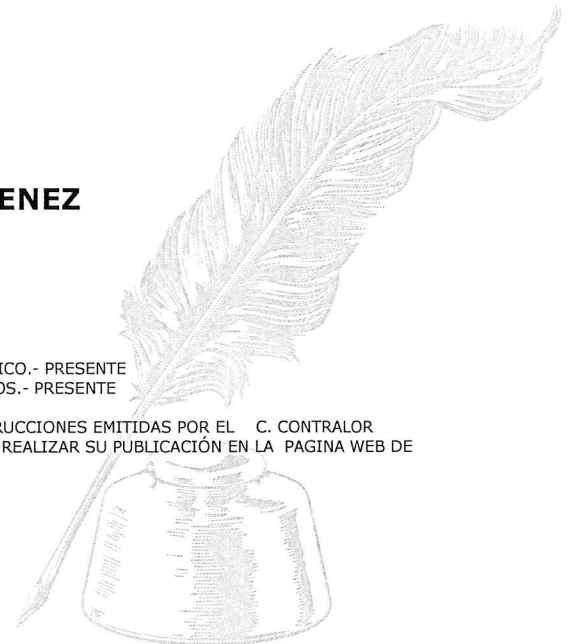 ENEZ
ICO.- PRESENTE
OS.- PRESENTE
RUCCIONES EMITIDAS POR EL C. CONTRALOR
REALIZAR SU PUBLICACIÓN EN LA PAGINA WEB DE